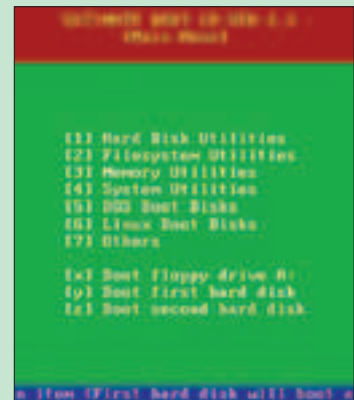 ULTIMATE BOOT CD
(Main Menu)
[1] Hard Disk Utilities
[2] Filesystem Utilities
[3] Memory Utilities
[4] System Utilities
[5] DOS Boot Disks
[6] Linux Boot Disks
[7] Others
[x] Boot floppy drive A:
[y] Boot first hard disk
[z] Boot second hard disk
item (First hard disk will boot